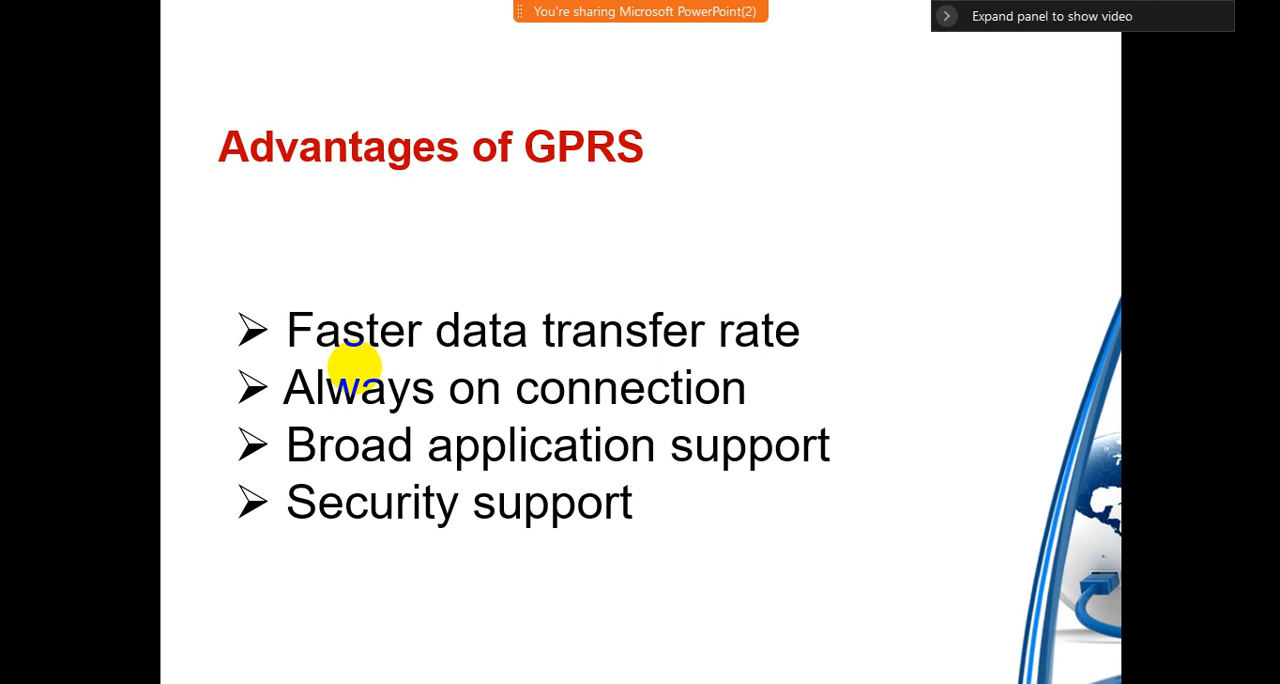 You're sharing Microsoft PowerPoint(2)
Expand panel to show video
Advantages of GPRS
➢ Faster data transfer rate
➢ Always on connection
➢ Broad application support
➢ Security support